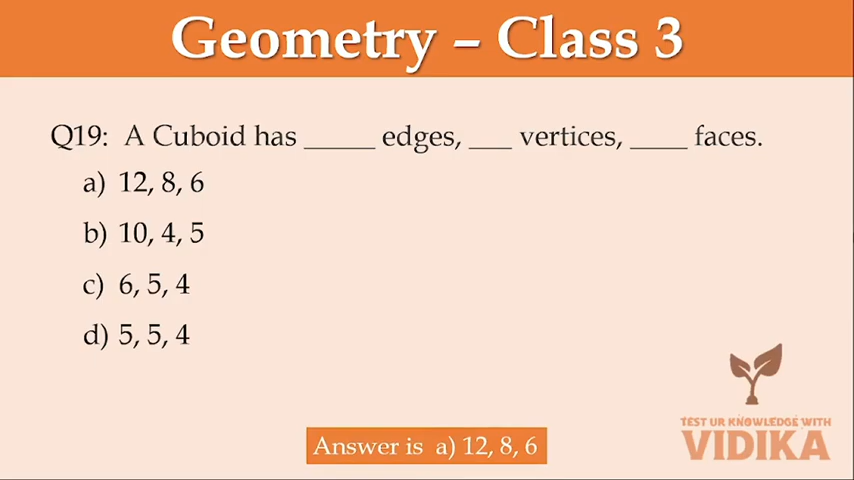 Geometry – Class 3
Q19: A Cuboid has _____ edges, ___ vertices, ____ faces.
a) 12, 8, 6
b) 10, 4, 5
c) 6, 5, 4
d) 5, 5, 4
TEST UR KNOWLEDGE WITH
VIDIKA
Answer is a) 12, 8, 6